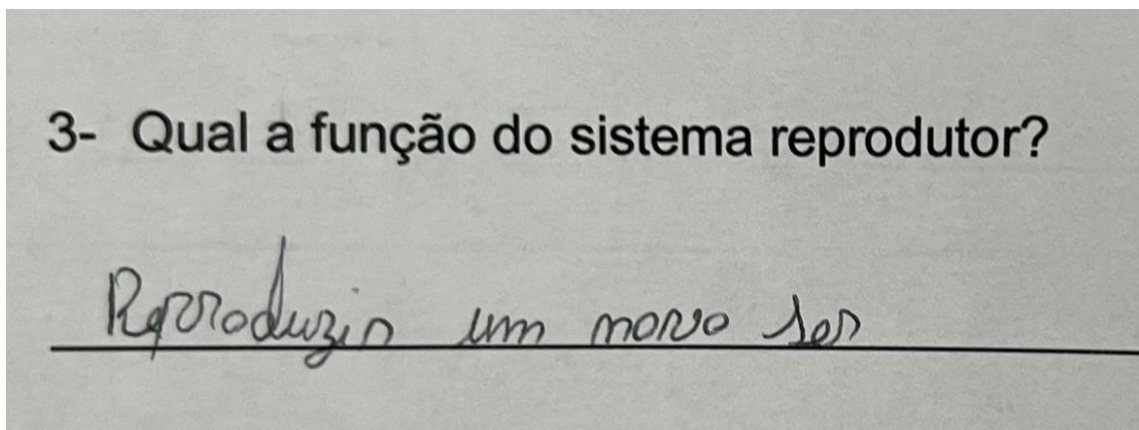 3- Qual a função do sistema reprodutor?
Reproduzir um novo ser